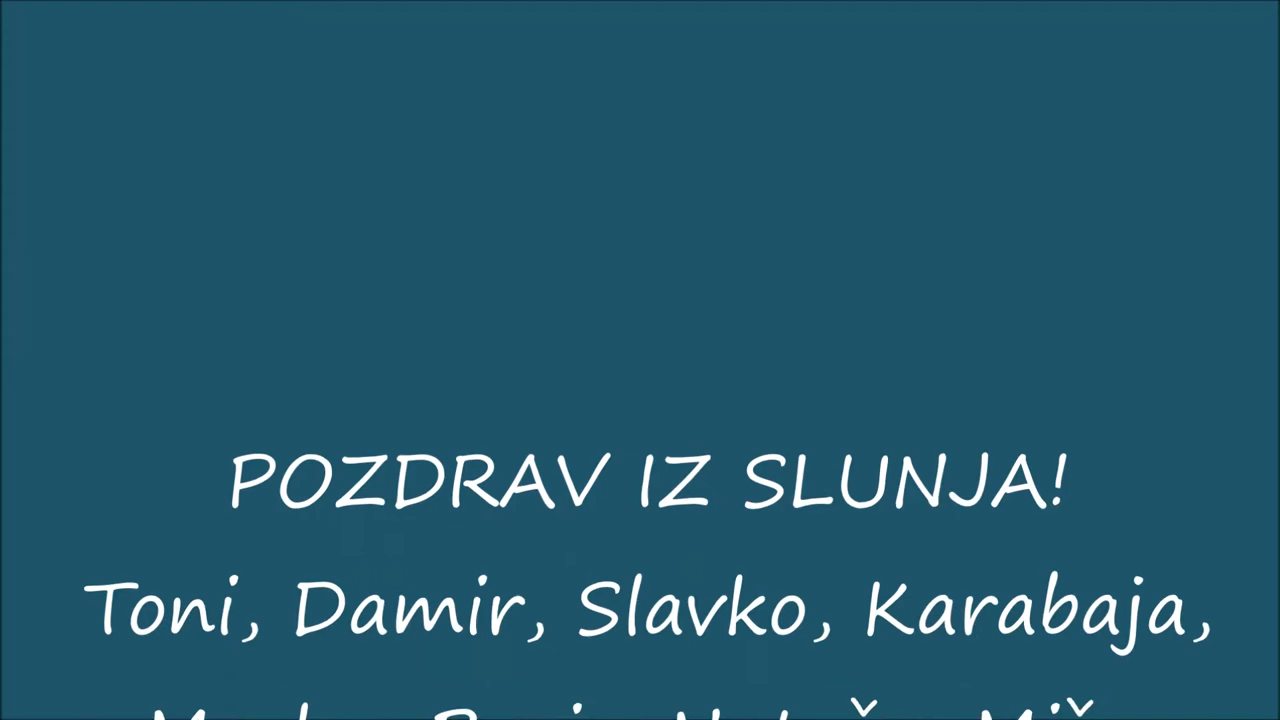 POZDRAV IZ SLUNJA!
Toni, Damir, Slavko, Karabaja,